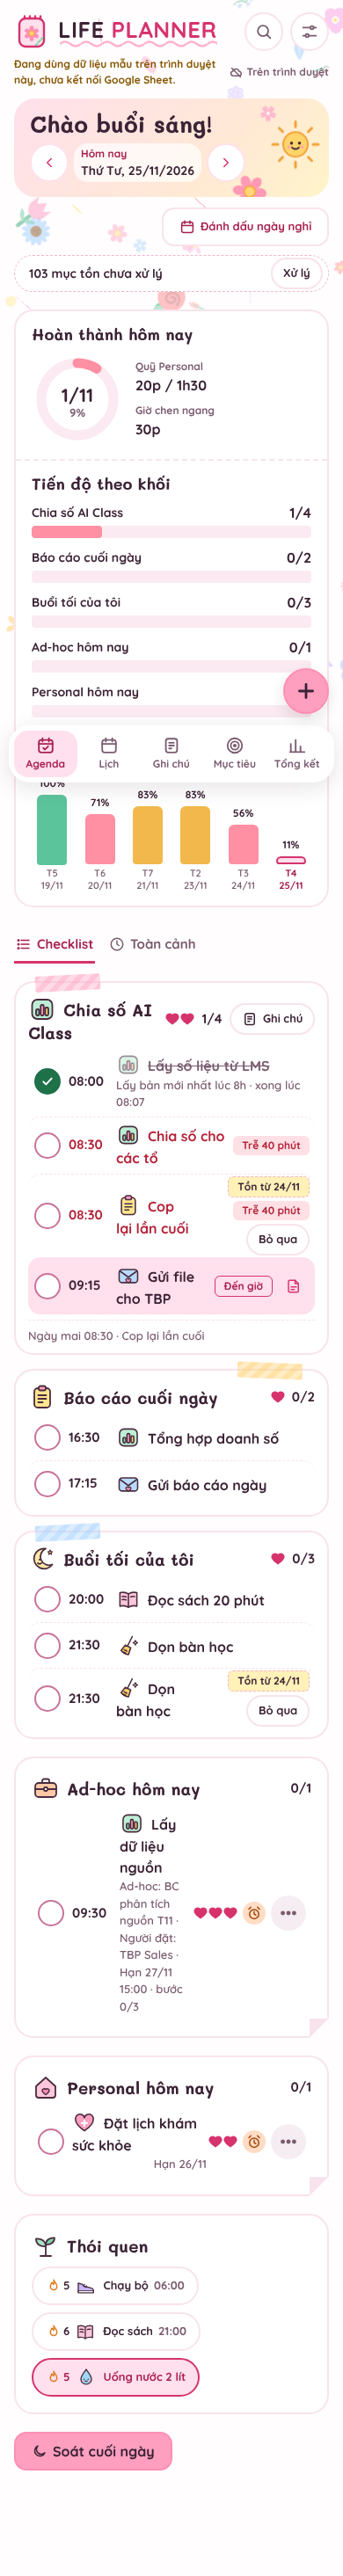 LIFE PLANNER
Đang dùng dữ liệu mẫu trên trình duyệt
này, chưa kết nối Google Sheet.
Trên trình duyệt
Chào buổi sáng!
Hôm nay
Thứ Tư, 25/11/2026
Đánh dấu ngày nghỉ
103 mục tồn chưa xử lý
Xử lý
Hoàn thành hôm nay
1/11
9%
Quỹ Personal
20p / 1h30
Giờ chen ngang
30p
Tiến độ theo khối
Chia số AI Class 1/4
Báo cáo cuối ngày 0/2
Buổi tối của tôi 0/3
Ad-hoc hôm nay 0/1
Personal hôm nay
Agenda
Lịch
Ghi chú
Mục tiêu
Tổng kết
100%
71%
83%
83%
56%
11%
T5
19/11
T6
20/11
T7
21/11
T2
23/11
T3
24/11
T4
25/11
Checklist
Toàn cảnh
Chia số AI
Class
1/4
Ghi chú
08:00
Lấy số liệu từ LMS
Lấy bản mới nhất lúc 8h · xong lúc
08:07
08:30
Chia số cho
các tổ
Trễ 40 phút
08:30
Cop
lại lần cuối
Tồn từ 24/11
Trễ 40 phút
Bỏ qua
09:15
Gửi file
cho TBP
Đến giờ
Ngày mai 08:30 · Cop lại lần cuối
Báo cáo cuối ngày
0/2
16:30
Tổng hợp doanh số
17:15
Gửi báo cáo ngày
Buổi tối của tôi
0/3
20:00
Đọc sách 20 phút
21:30
Dọn bàn học
21:30
Dọn
bàn học
Tồn từ 24/11
Bỏ qua
Ad-hoc hôm nay
0/1
09:30
Lấy
dữ liệu
nguồn
Ad-hoc: BC
phân tích
nguồn T11 ·
Người đặt:
TBP Sales ·
Hạn 27/11
15:00 · bước
0/3
Personal hôm nay
0/1
Đặt lịch khám
sức khỏe
Hạn 26/11
Thói quen
5 Chạy bộ 06:00
6 Đọc sách 21:00
5 Uống nước 2 lít
Soát cuối ngày